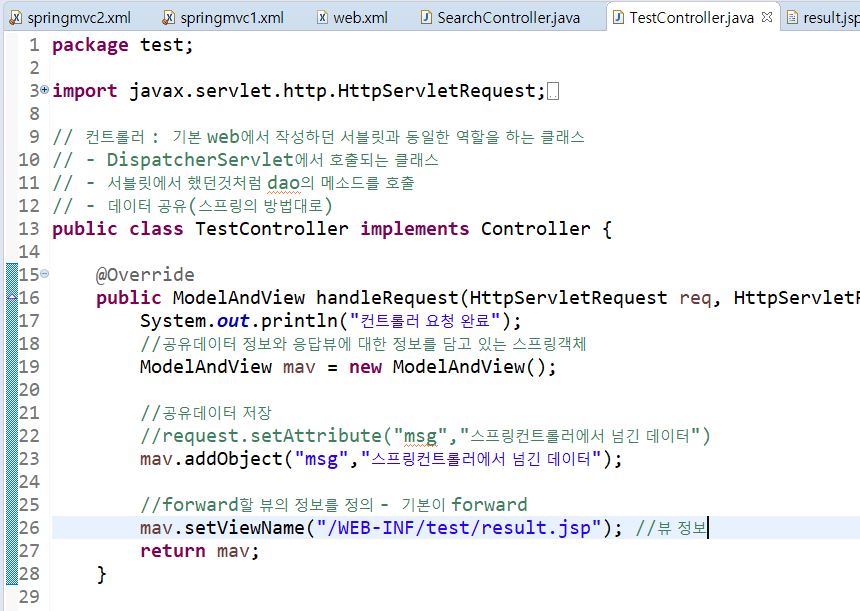 springmvc2.xml springmvc1.xml web.xml SearchController.java TestController.java result.jsp
1 package test;
2
3 import javax.servlet.http.HttpServletRequest;
8
9 // 컨트롤러 : 기본 web에서 작성하던 서블릿과 동일한 역할을 하는 클래스
10 // - DispatcherServlet에서 호출되는 클래스
11 // - 서블릿에서 했던것처럼 dao의 메소드를 호출
12 // - 데이터 공유(스프링의 방법대로)
13 public class TestController implements Controller {
14
15 @Override
16 public ModelAndView handleRequest(HttpServletRequest req, HttpServletR
17 System.out.println("컨트롤러 요청 완료");
18 //공유데이터 정보와 응답뷰에 대한 정보를 담고 있는 스프링객체
19 ModelAndView mav = new ModelAndView();
20
21 //공유데이터 저장
22 //request.setAttribute("msg","스프링컨트롤러에서 넘긴 데이터")
23 mav.addObject("msg","스프링컨트롤러에서 넘긴 데이터");
24
25 //forward할 뷰의 정보를 정의 - 기본이 forward
26 mav.setViewName("/WEB-INF/test/result.jsp"); //뷰 정보
27 return mav;
28 }
29